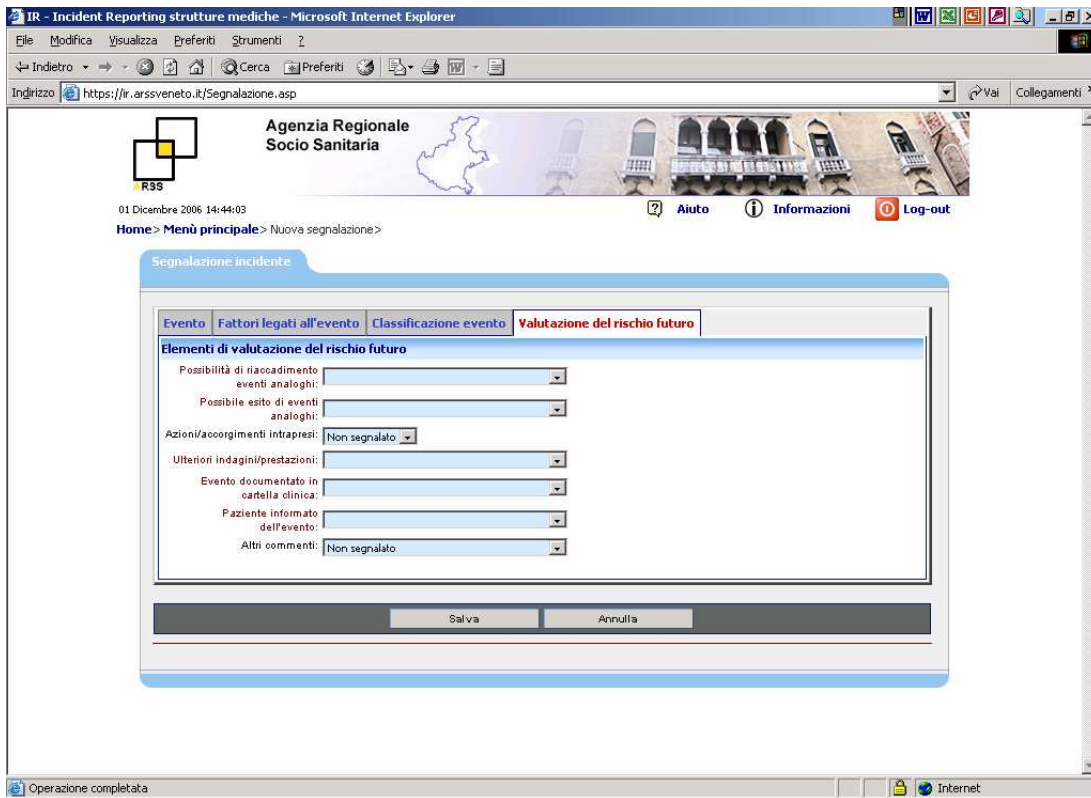 IR - Incident Reporting strutture mediche - Microsoft Internet Explorer
File Modifica Visualizza Preferiti Strumenti ?
Indietro Cerca Preferiti
Indirizzo https://ir.arssveneto.it/Segnalazione.asp Vai Collegamenti
Agenzia Regionale
Socio Sanitaria
ARSS
01 Dicembre 2006 14:44:03
Aiuto Informazioni Log-out
Home> Menù principale> Nuova segnalazione>
Segnalazione incidente
Evento Fattori legati all'evento Classificazione evento Valutazione del rischio futuro
Elementi di valutazione del rischio futuro
Possibilità di riaccadimento
eventi analoghi:
Possibile esito di eventi
analoghi:
Azioni/accorgimenti intrapresi: Non segnalato
Ulteriori indagini/prestazioni:
Evento documentato in
cartella clinica:
Paziente informato
dell'evento:
Altri commenti: Non segnalato
Salva Annulla
Operazione completata Internet